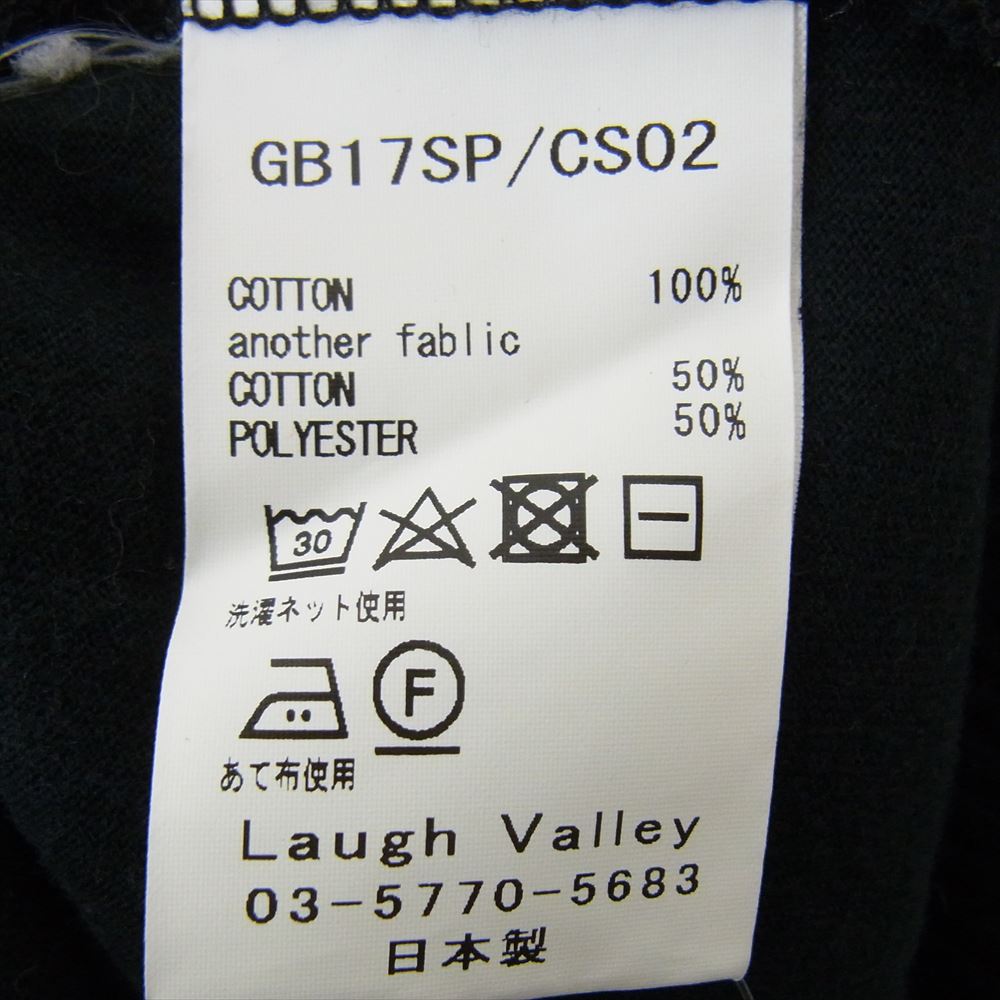 GB17SP/CS02
COTTON 100%
another fablic
COTTON 50%
POLYESTER 50%
30
洗濯ネット使用
F
あて布使用
Laugh Valley
03-5770-5683
日本製